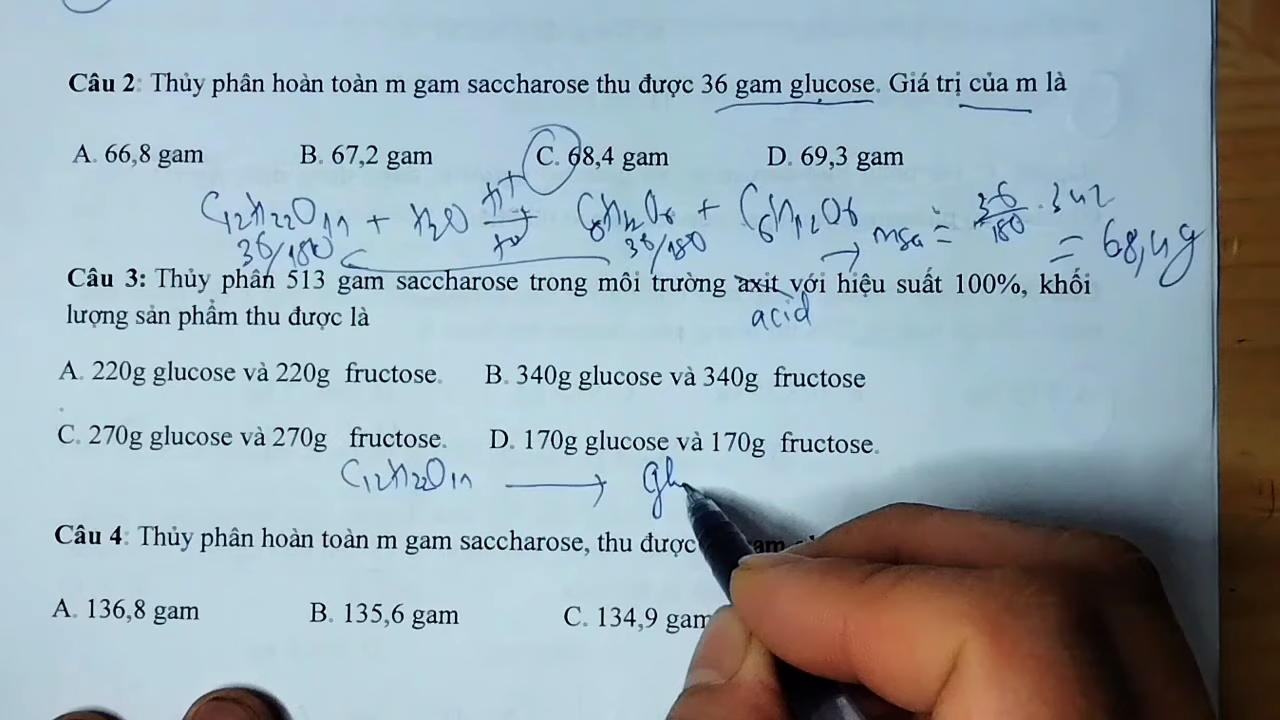 Câu 2: Thủy phân hoàn toàn m gam saccharose thu được 36 gam glucose. Giá trị của m là
A. 66,8 gam B. 67,2 gam C. 68,4 gam D. 69,3 gam
C12H22O11 + H2O H+ to C6H12O6 + C6H12O6
36/180 36/180 → msa = 36/180 . 342 = 68,4g
Câu 3: Thủy phân 513 gam saccharose trong môi trường axit với hiệu suất 100%, khối
acid
lượng sản phẩm thu được là
A. 220g glucose và 220g fructose. B. 340g glucose và 340g fructose
C. 270g glucose và 270g fructose. D. 170g glucose và 170g fructose.
C12H22O11 → gl
Câu 4: Thủy phân hoàn toàn m gam saccharose, thu được
A. 136,8 gam B. 135,6 gam C. 134,9 gam